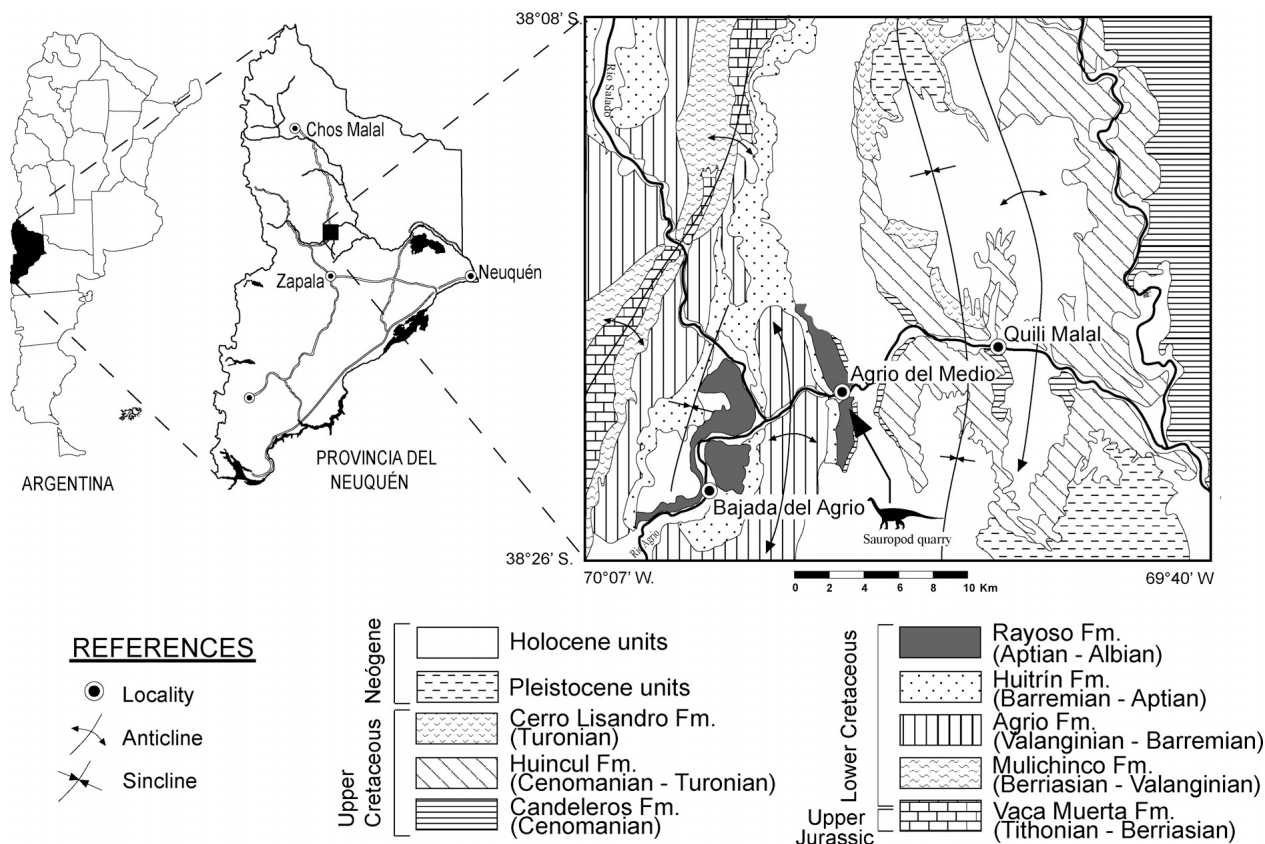 38°08’ S.
Río Salado
Chos Malal
Zapala
Neuquén
Quili Malal
Agrio del Medio
Bajada del Agrio
Río Agrio
Sauropod quarry
ARGENTINA
PROVINCIA DEL
NEUQUÉN
38°26’ S.
70°07’ W.
69°40’ W
0 2 4 6 8 10 Km
REFERENCES
Locality
Anticline
Sincline
Neógene
Holocene units
Pleistocene units
Upper
Cretaceous
Cerro Lisandro Fm.
(Turonian)
Huincul Fm.
(Cenomanian - Turonian)
Candeleros Fm.
(Cenomanian)
Lower Cretaceous
Rayoso Fm.
(Aptian - Albian)
Huitrín Fm.
(Barremian - Aptian)
Agrio Fm.
(Valanginian - Barremian)
Mulichinco Fm.
(Berriasian - Valanginian)
Upper
Jurassic
Vaca Muerta Fm.
(Tithonian - Berriasian)